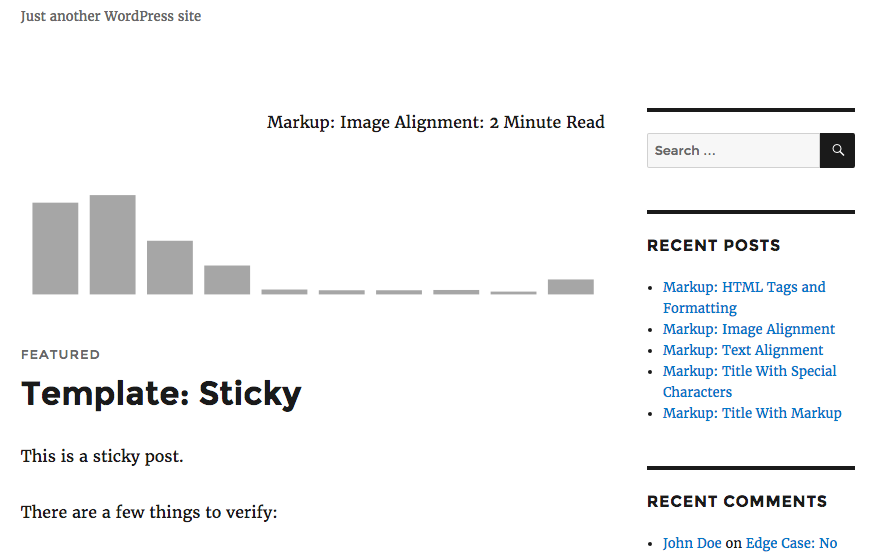 Just another WordPress site
Markup: Image Alignment: 2 Minute Read
Search ...
RECENT POSTS
Markup: HTML Tags and
Formatting
Markup: Image Alignment
Markup: Text Alignment
Markup: Title With Special
Characters
Markup: Title With Markup
FEATURED
Template: Sticky
This is a sticky post.
There are a few things to verify:
RECENT COMMENTS
John Doe on Edge Case: No